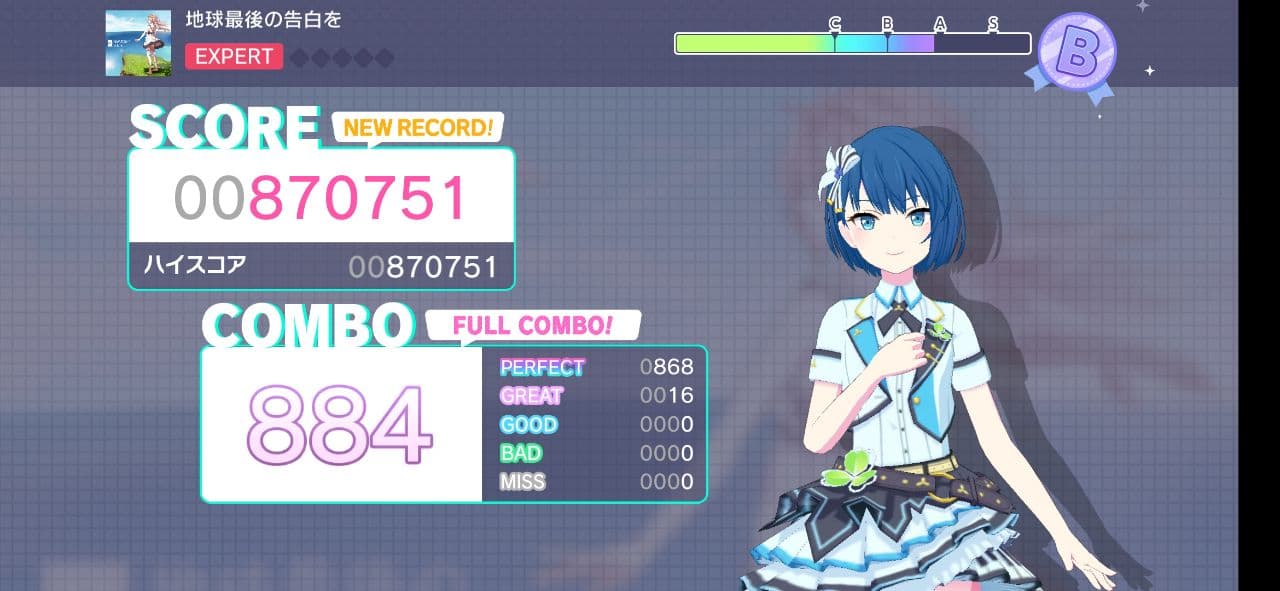 地球最後の告白を
EXPERT
C B A S
B
SCORE NEW RECORD!
00870751
ハイスコア 00870751
COMBO FULL COMBO!
884
PERFECT 0868
GREAT 0016
GOOD 0000
BAD 0000
MISS 0000